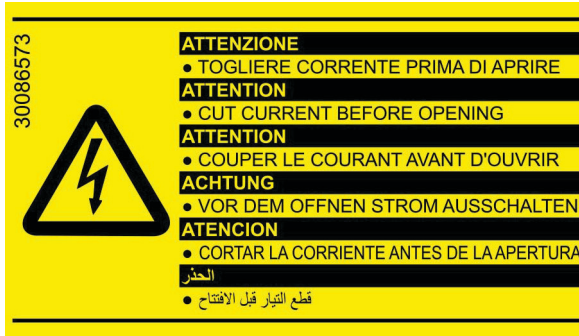 30086573
ATTENZIONE
• TOGLIERE CORRENTE PRIMA DI APRIRE
ATTENTION
• CUT CURRENT BEFORE OPENING
ATTENTION
• COUPER LE COURANT AVANT D'OUVRIR
ACHTUNG
• VOR DEM OFFNEN STROM AUSSCHALTEN
ATENCION
• CORTAR LA CORRIENTE ANTES DE LA APERTURA
الحذر
• قطع التيار قبل الافتتاح